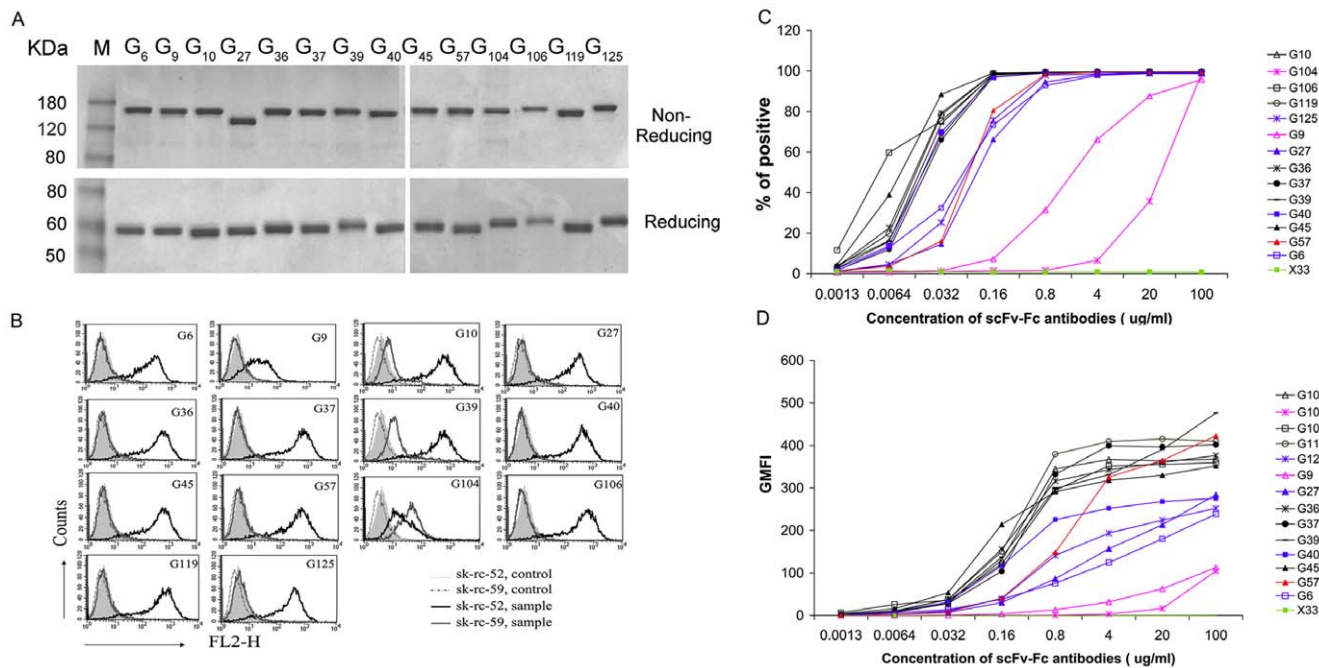 A
KDa M G6 G9 G10 G27 G36 G37 G39 G40 G45 G57 G104 G106 G119 G125
180
120
80
Non-
Reducing
80
60
50
Reducing
B
G6
G9
G10
G27
G36
G37
G39
G40
G45
G57
G104
G106
G119
G125
Counts
FL2-H
sk-rc-52, control
sk-rc-59, control
sk-rc-52, sample
sk-rc-59, sample
C
% of positive
120
100
80
60
40
20
0
0.0013 0.0064 0.032 0.16 0.8 4 20 100
Concentration of scFv-Fc antibodies ( ug/ml)
G10
G104
G106
G119
G125
G9
G27
G36
G37
G39
G40
G45
G57
G6
X33
D
GMFI
600
500
400
300
200
100
0
0.0013 0.0064 0.032 0.16 0.8 4 20 100
Concentration of scFv-Fc antibodies ( ug/ml)
G10
G10
G10
G11
G12
G9
G27
G36
G37
G39
G40
G45
G57
G6
X33